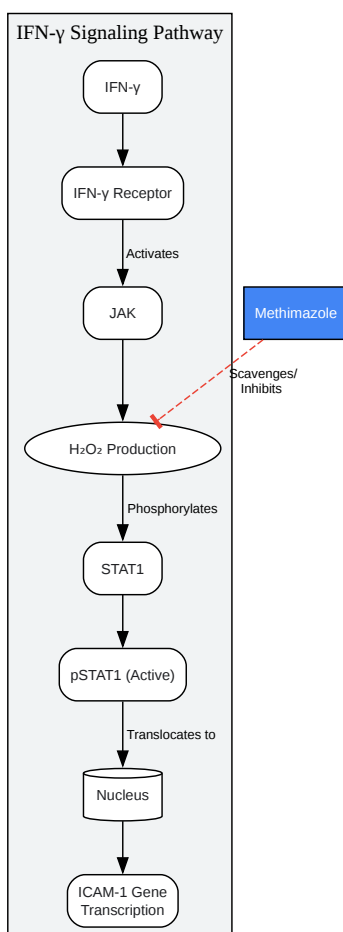 IFN-γ Signaling Pathway
IFN-γ
IFN-γ Receptor
Activates
JAK
Methimazole
Scavenges/
Inhibits
H₂O₂ Production
Phosphorylates
STAT1
pSTAT1 (Active)
Translocates to
Nucleus
ICAM-1 Gene
Transcription